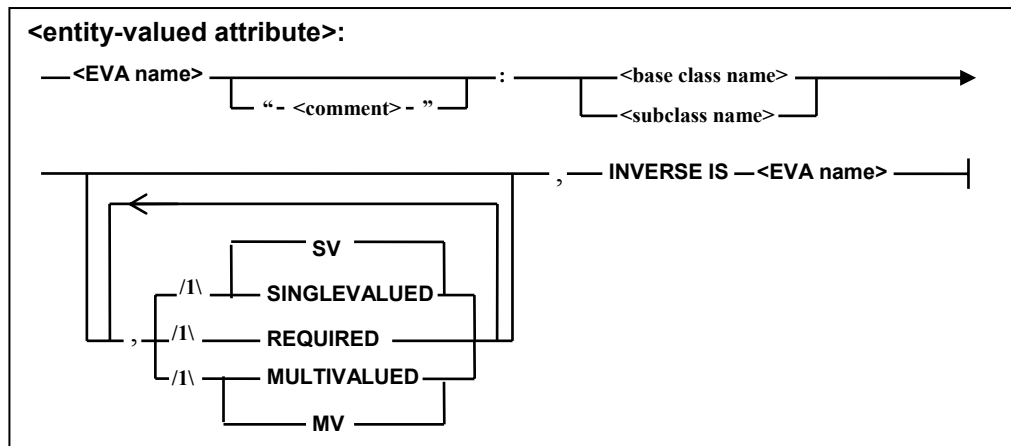 <entity-valued attribute>:
<EVA name> : <base class name>
“- <comment> - ” <subclass name>
, INVERSE IS <EVA name>
SV
/1\ SINGLEVALUED
, /1\ REQUIRED
/1\ MULTIVALUED
MV